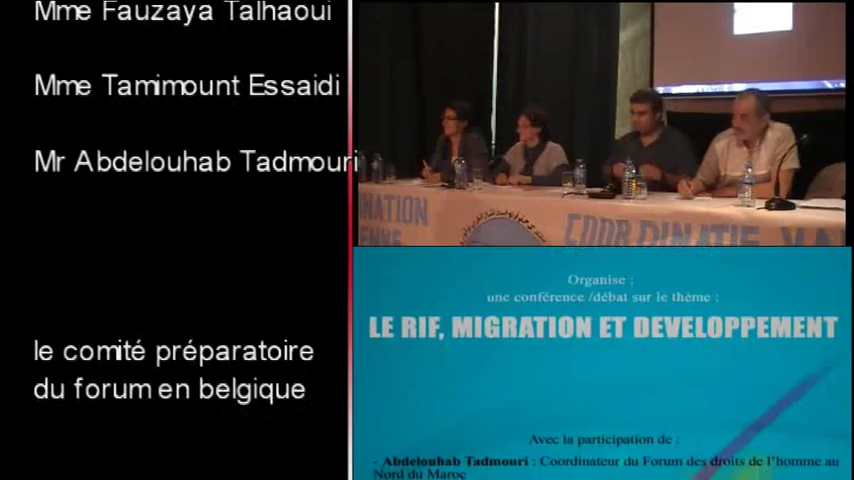 Mme Fauzaya Talhaoui
Mme Tamimount Essaidi
Mr Abdelouhab Tadmouri
le comité préparatoire
du forum en belgique
NATION
COORDINATIE
Organise :
une conférence /débat sur le thème :
LE RIF, MIGRATION ET DEVELOPPEMENT
Avec la participation de :
- Abdelouhab Tadmouri : Coordinateur du Forum des droits de l'homme au
Nord du Maroc